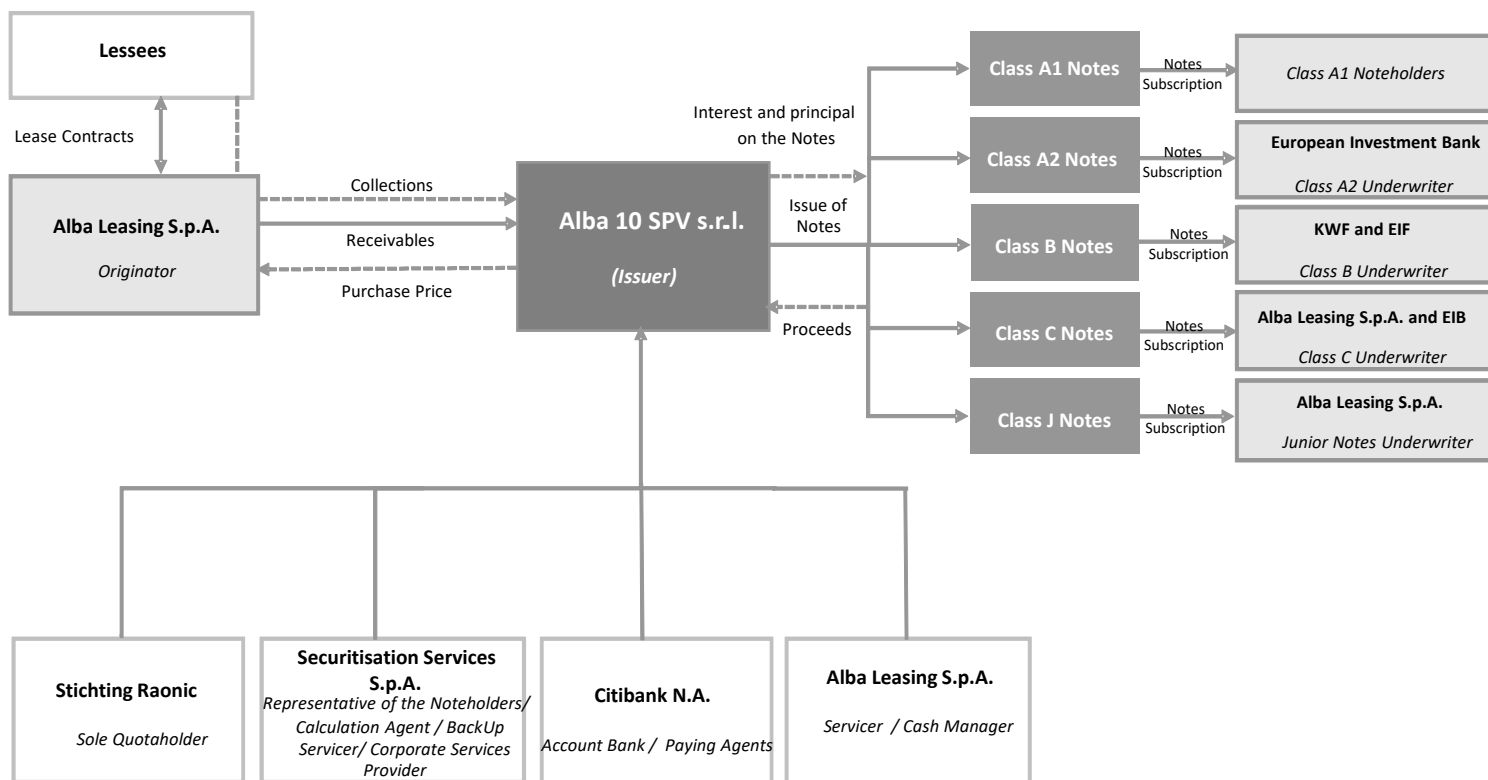 Lessees
Lease Contracts
Alba Leasing S.p.A.
Originator
Collections
Receivables
Purchase Price
Alba 10 SPV s.r.l.
(Issuer)
Interest and principal
on the Notes
Issue of
Notes
Proceeds
Class A1 Notes
Notes
Subscription
Class A1 Noteholders
Class A2 Notes
Notes
Subscription
European Investment Bank
Class A2 Underwriter
Class B Notes
Notes
Subscription
KWF and EIF
Class B Underwriter
Class C Notes
Notes
Subscription
Alba Leasing S.p.A. and EIB
Class C Underwriter
Class J Notes
Notes
Subscription
Alba Leasing S.p.A.
Junior Notes Underwriter
Stichting Raonic
Sole Quotaholder
Securitisation Services
S.p.A.
Representative of the Noteholders/
Calculation Agent / BackUp
Servicer/ Corporate Services
Provider
Citibank N.A.
Account Bank / Paying Agents
Alba Leasing S.p.A.
Servicer / Cash Manager